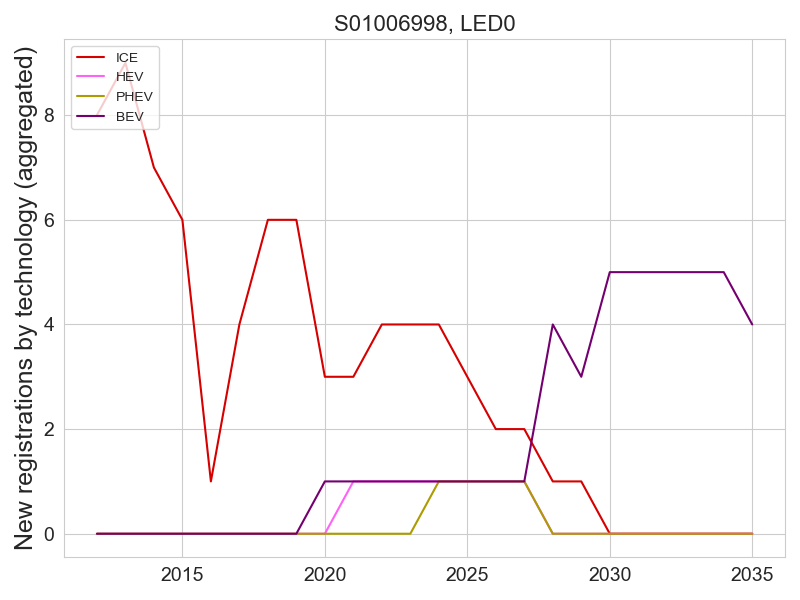 S01006998, LED0
New registrations by technology (aggregated)
ICE
HEV
PHEV
BEV
8
6
4
2
0
2015
2020
2025
2030
2035